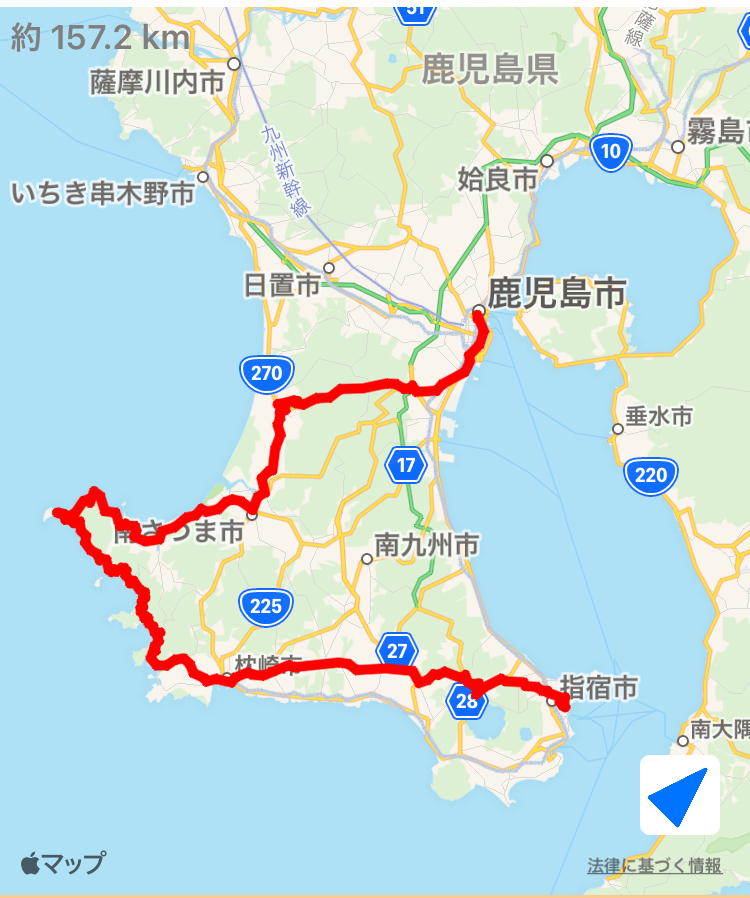 51
約 157.2 km
薩摩川内市
鹿児島県
薩線
霧島市
10
九州新幹線
姶良市
いちき串木野市
日置市
鹿児島市
270
垂水市
17
220
南さつま市
南九州市
225
27
枕崎市
指宿市
28
南大隅
マップ
法律に基づく情報